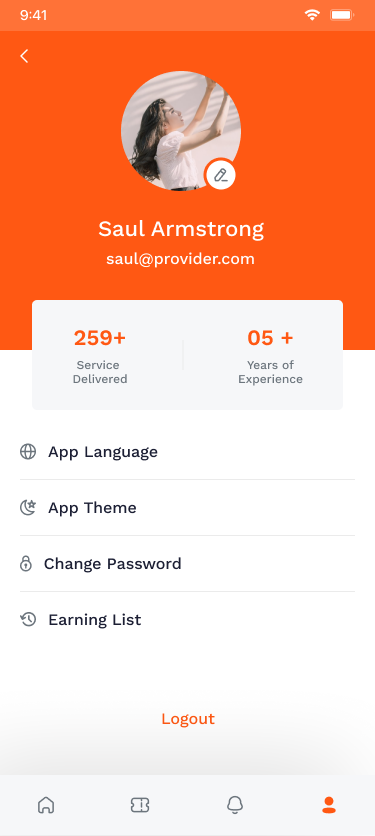 9:41
Saul Armstrong
saul@provider.com
259+
05 +
Service
Delivered
Years of
Experience
App Language
App Theme
Change Password
Earning List
Logout